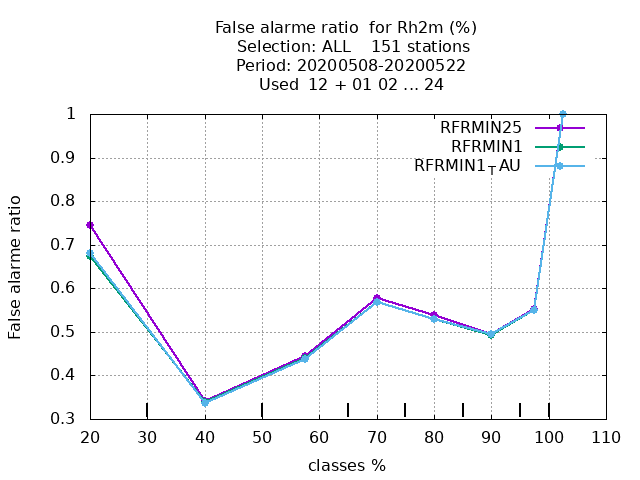 False alarme ratio  for Rh2m (%)
Selection: ALL    151 stations
Period: 20200508-20200522
Used  12 + 01 02 ... 24
RFRMIN25
RFRMIN1
RFRMIN1TAU
1
0.9
0.8
0.7
0.6
0.5
0.4
0.3
False alarme ratio
20 30 40 50 60 70 80 90 100 110
classes %